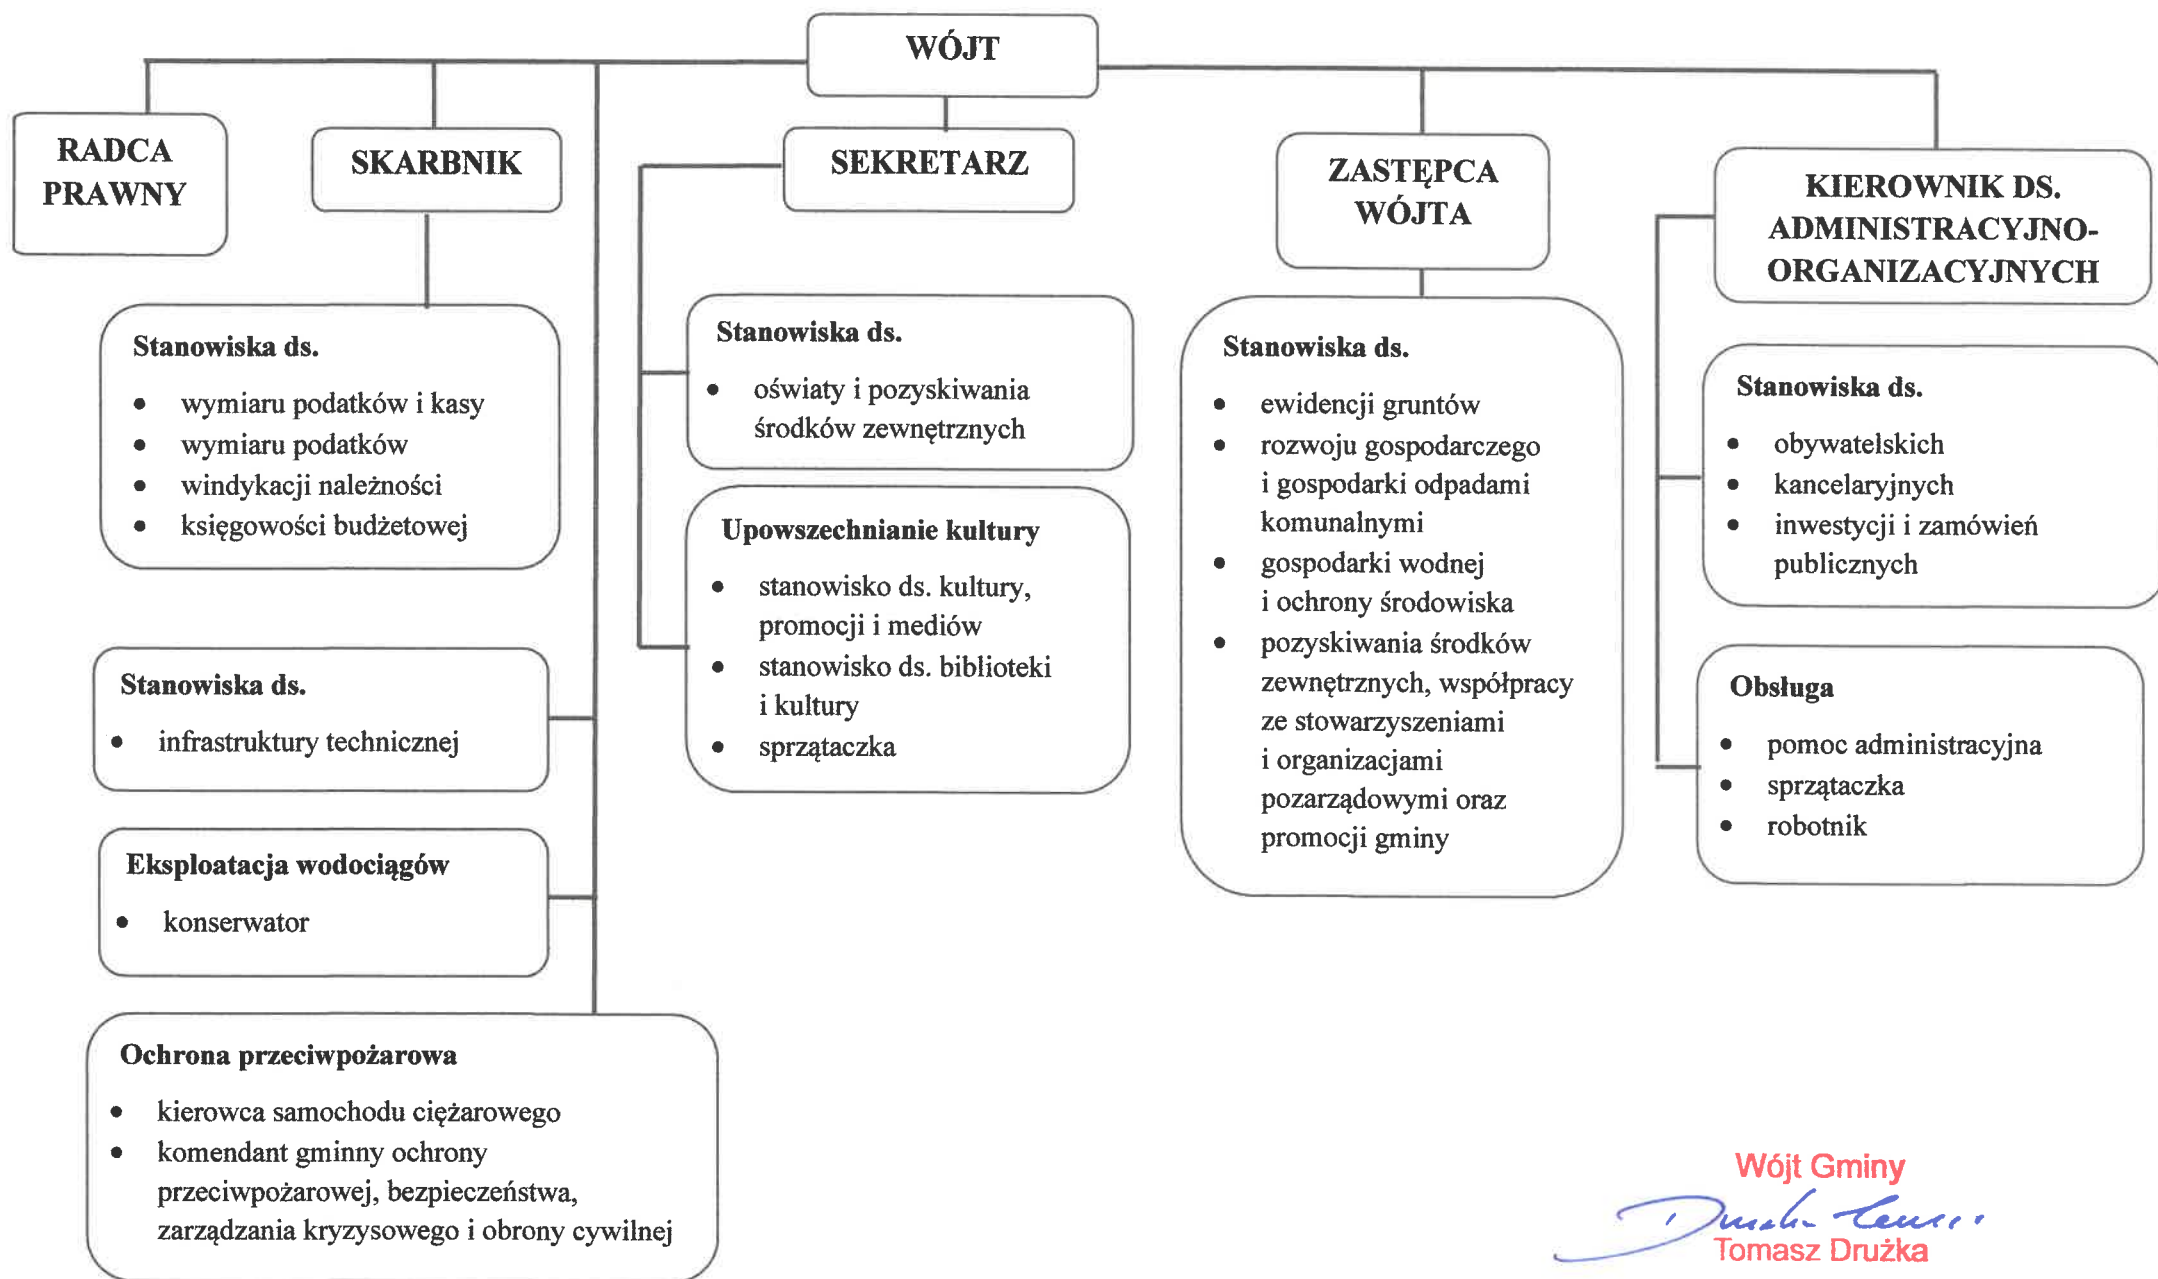 WÓJT
RADCA
PRAWNY
SKARBNIK
SEKRETARZ
ZASTĘPCA
WÓJTA
KIEROWNIK DS.
ADMINISTRACYJNO-
ORGANIZACYJNYCH
Stanowiska ds.
• wymiaru podatków i kasy
• wymiaru podatków
• windykacji należności
• księgowości budżetowej
Stanowiska ds.
• infrastruktury technicznej
Eksploatacja wodociągów
• konserwator
Ochrona przeciwpożarowa
• kierowca samochodu ciężarowego
• komendant gminny ochrony
przeciwpożarowej, bezpieczeństwa,
zarządzania kryzysowego i obrony cywilnej
Stanowiska ds.
• oświaty i pozyskiwania
środków zewnętrznych
Upowszechnianie kultury
• stanowisko ds. kultury,
promocji i mediów
• stanowisko ds. biblioteki
i kultury
• sprzątaczka
Stanowiska ds.
• ewidencji gruntów
• rozwoju gospodarczego
i gospodarki odpadami
komunalnymi
• gospodarki wodnej
i ochrony środowiska
• pozyskiwania środków
zewnętrznych, współpracy
ze stowarzyszeniami
i organizacjami
pozarządowymi oraz
promocji gminy
Stanowiska ds.
• obywatelskich
• kancelaryjnych
• inwestycji i zamówień
publicznych
Obsługa
• pomoc administracyjna
• sprzątaczka
• robotnik
Wójt Gminy
Tomasz Drużka